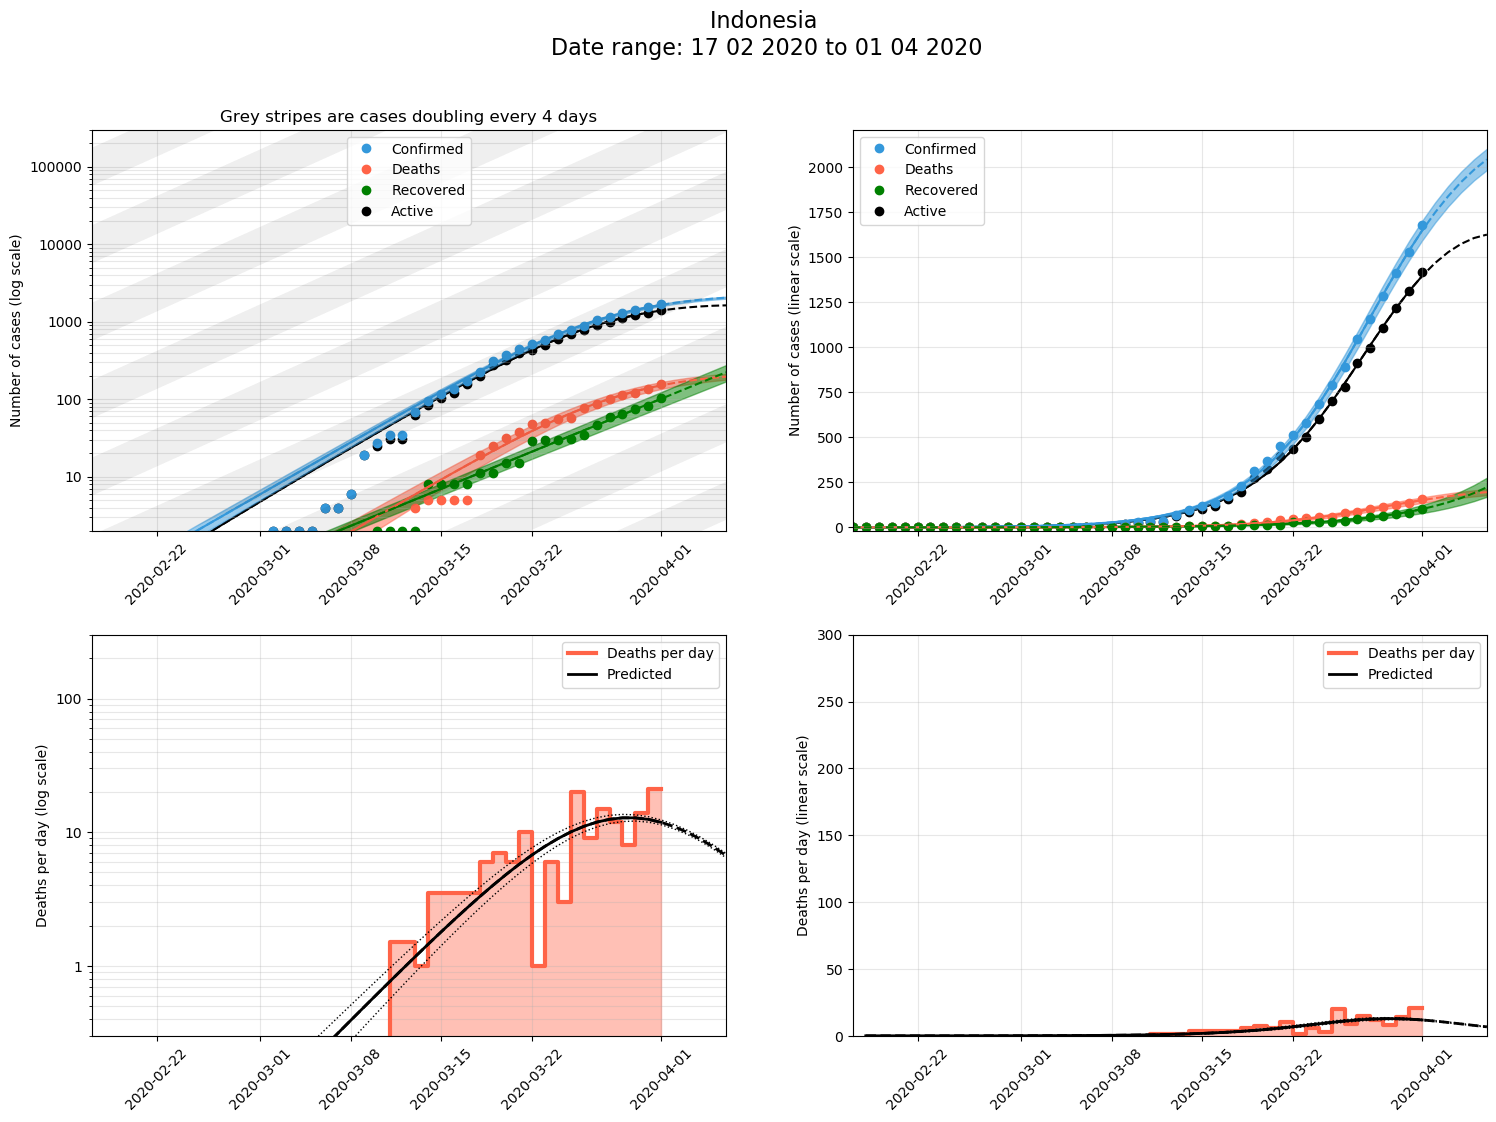 Indonesia
Date range: 17 02 2020 to 01 04 2020
Grey stripes are cases doubling every 4 days
Number of cases (log scale)
100000
10000
1000
100
10
Confirmed
Deaths
Recovered
Active
2020-02-22
2020-03-01
2020-03-08
2020-03-15
2020-03-22
2020-04-01
Number of cases (linear scale)
2000
1750
1500
1250
1000
750
500
250
0
Confirmed
Deaths
Recovered
Active
2020-02-22
2020-03-01
2020-03-08
2020-03-15
2020-03-22
2020-04-01
Deaths per day (log scale)
100
10
1
Deaths per day
Predicted
2020-02-22
2020-03-01
2020-03-08
2020-03-15
2020-03-22
2020-04-01
Deaths per day (linear scale)
300
250
200
150
100
50
0
Deaths per day
Predicted
2020-02-22
2020-03-01
2020-03-08
2020-03-15
2020-03-22
2020-04-01